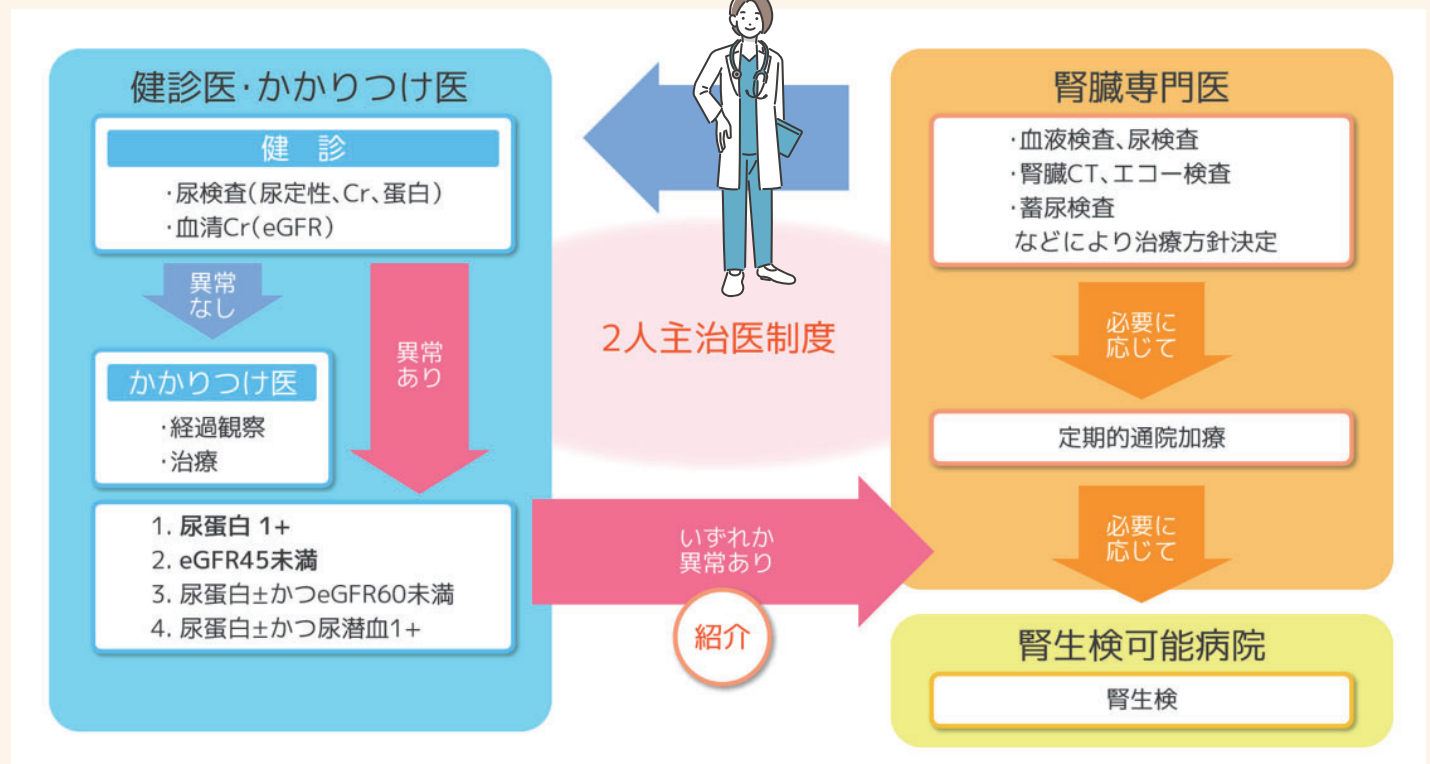 健診医・かかりつけ医
健 診
・尿検査(尿定性、Cr、蛋白)
・血清Cr(eGFR)
異常
なし
異常
あり
かかりつけ医
・経過観察
・治療
1. 尿蛋白 1+
2. eGFR45未満
3. 尿蛋白±かつeGFR60未満
4. 尿蛋白±かつ尿潜血1+
2人主治医制度
いずれか
異常あり
紹介
腎臓専門医
・血液検査、尿検査
・腎臓CT、エコー検査
・蓄尿検査
などにより治療方針決定
必要に
応じて
定期的通院加療
必要に
応じて
腎生検可能病院
腎生検